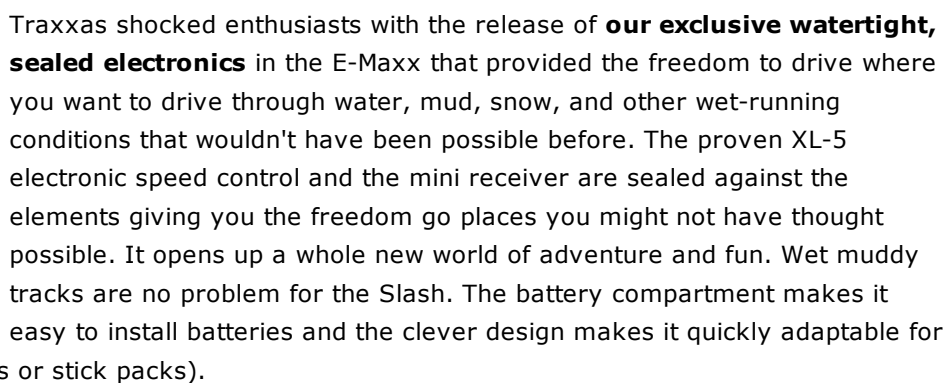 Traxxas shocked enthusiasts with the release of our exclusive watertight,
sealed electronics in the E-Maxx that provided the freedom to drive where
you want to drive through water, mud, snow, and other wet-running
conditions that wouldn't have been possible before. The proven XL-5
electronic speed control and the mini receiver are sealed against the
elements giving you the freedom go places you might not have thought
possible. It opens up a whole new world of adventure and fun. Wet muddy
tracks are no problem for the Slash. The battery compartment makes it
easy to install batteries and the clever design makes it quickly adaptable for
s or stick packs).